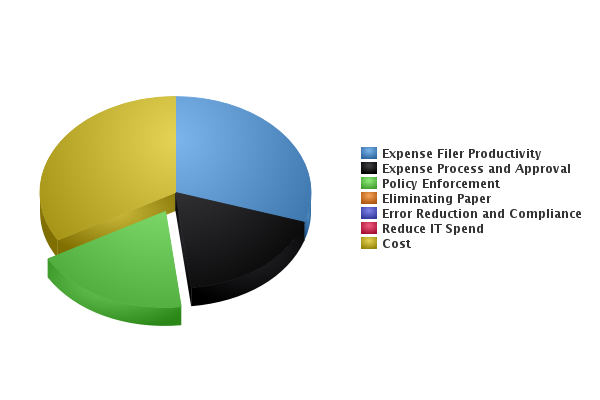 Expense Filer Productivity
Expense Process and Approval
Policy Enforcement
Eliminating Paper
Error Reduction and Compliance
Reduce IT Spend
Cost